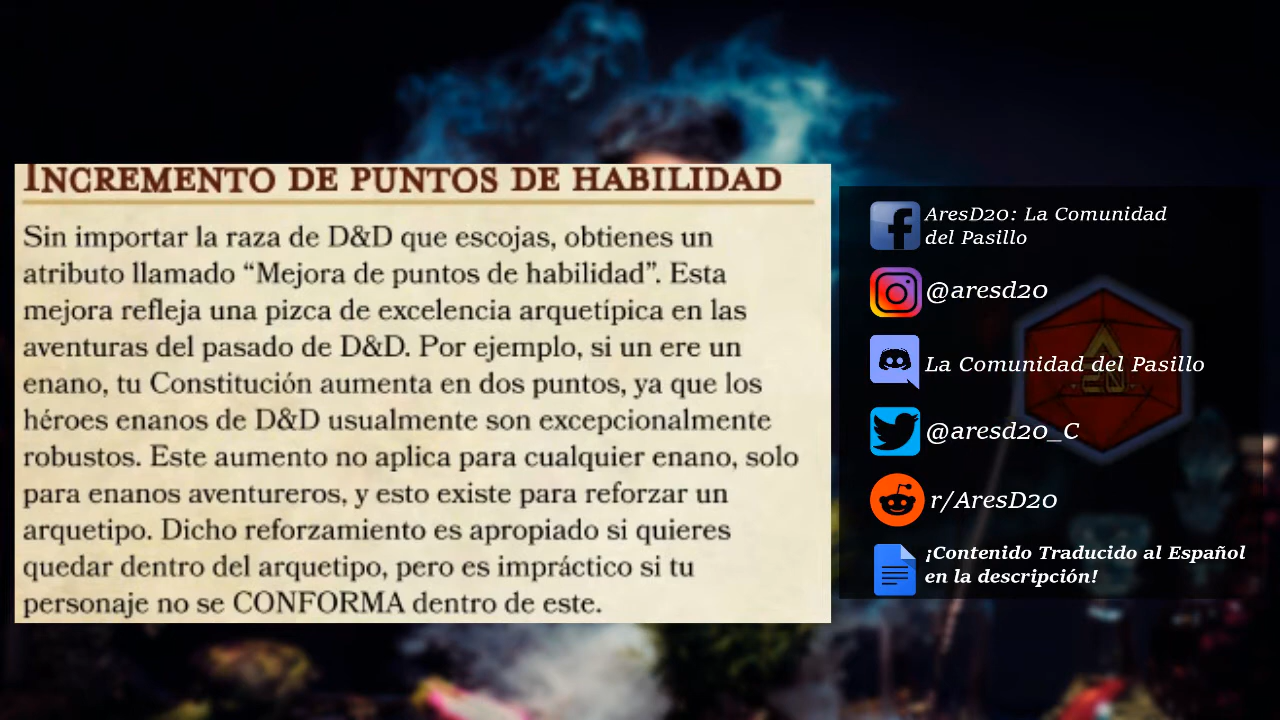 INCREMENTO DE PUNTOS DE HABILIDAD
Sin importar la raza de D&D que escojas, obtienes un
atributo llamado “Mejora de puntos de habilidad”. Esta
mejora refleja una pizca de excelencia arquetípica en las
aventuras del pasado de D&D. Por ejemplo, si un ere un
enano, tu Constitución aumenta en dos puntos, ya que los
héroes enanos de D&D usualmente son excepcionalmente
robustos. Este aumento no aplica para cualquier enano, solo
para enanos aventureros, y esto existe para reforzar un
arquetipo. Dicho reforzamiento es apropiado si quieres
quedar dentro del arquetipo, pero es impráctico si tu
personaje no se CONFORMA dentro de este.
AresD20: La Comunidad
del Pasillo
@aresd20
La Comunidad del Pasillo
@aresd20_C
r/AresD20
¡Contenido Traducido al Español
en la descripción!